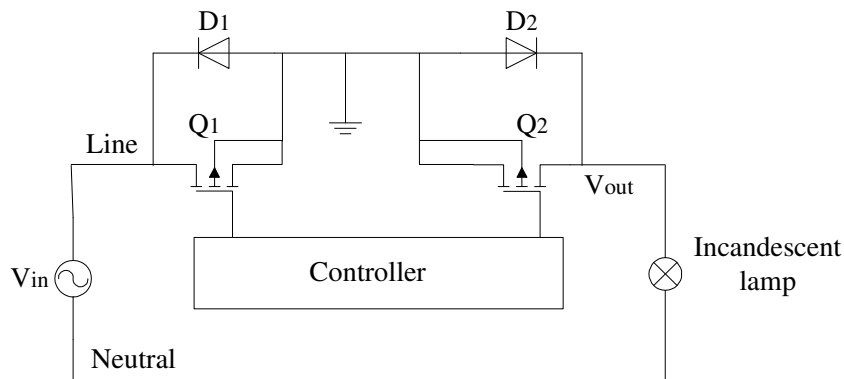 D1
D2
Q1
Q2
Line
Vout
Vin
Controller
Incandescent
lamp
Neutral